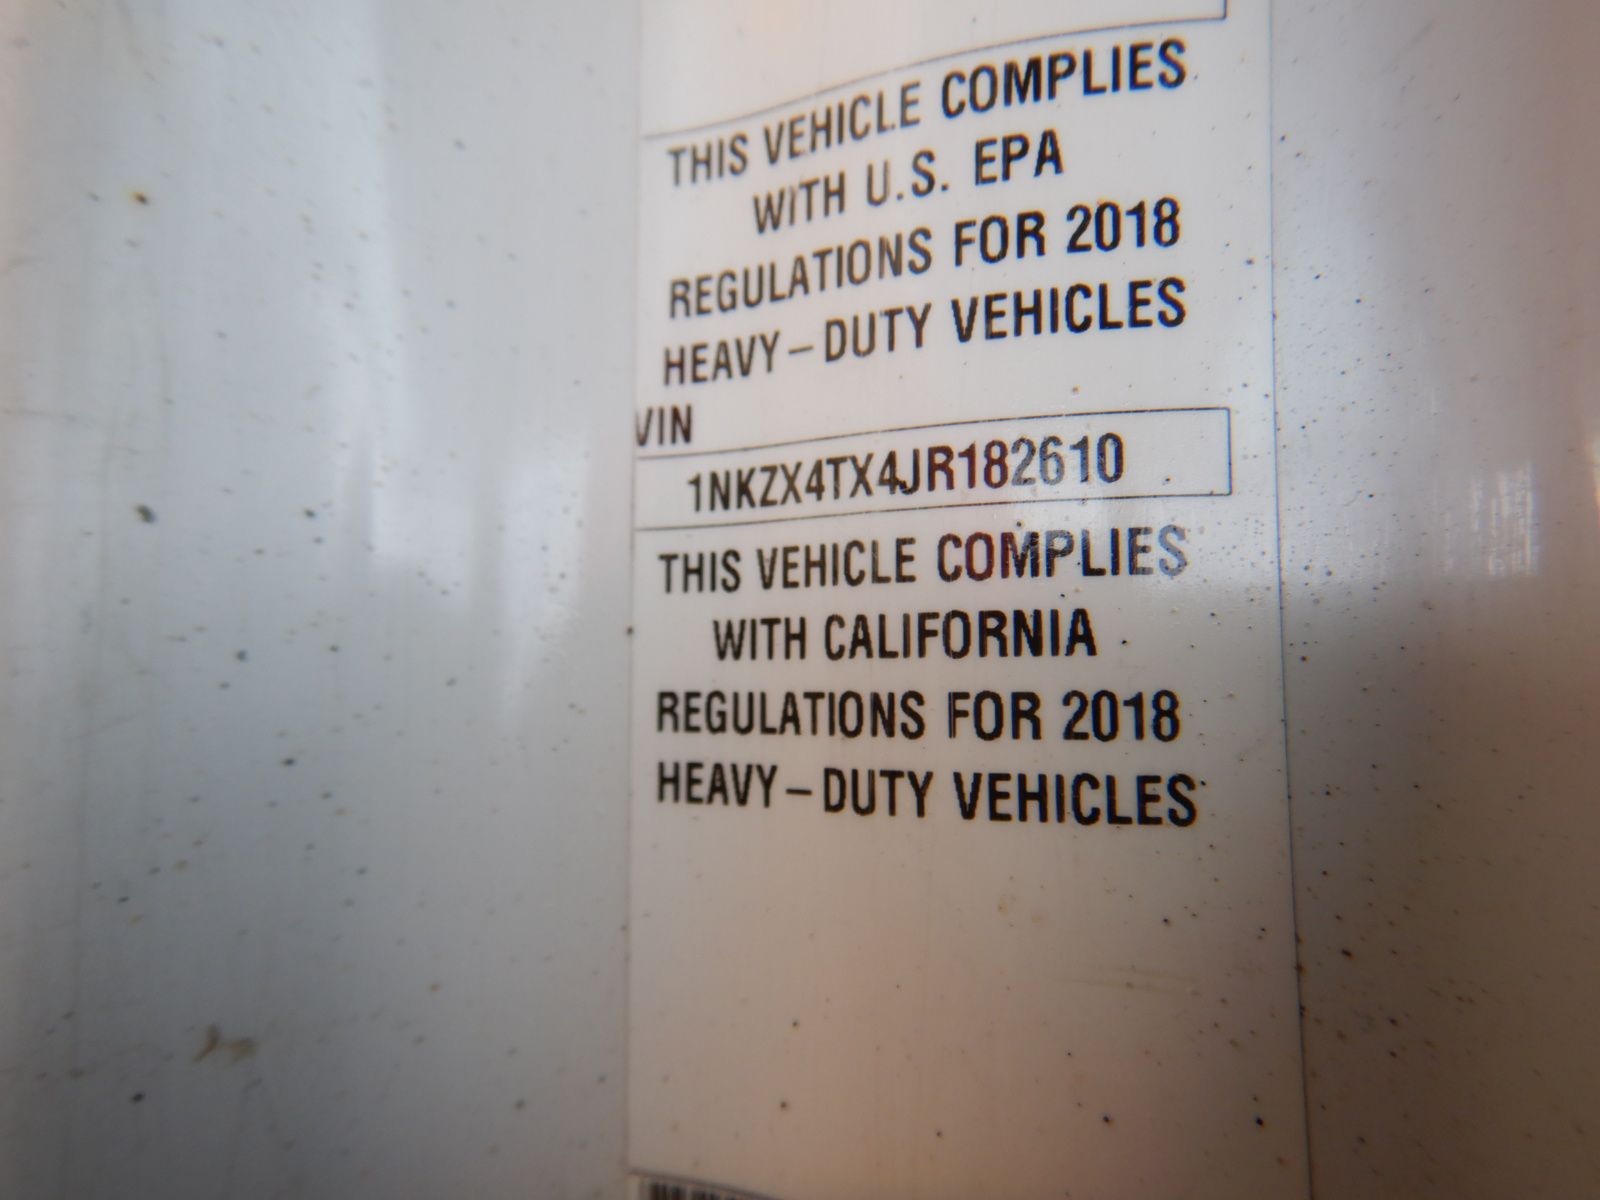 THIS VEHICLE COMPLIES
WITH U.S. EPA
REGULATIONS FOR 2018
HEAVY–DUTY VEHICLES
VIN
1NKZX4TX4JR182610
THIS VEHICLE COMPLIES
WITH CALIFORNIA
REGULATIONS FOR 2018
HEAVY–DUTY VEHICLES